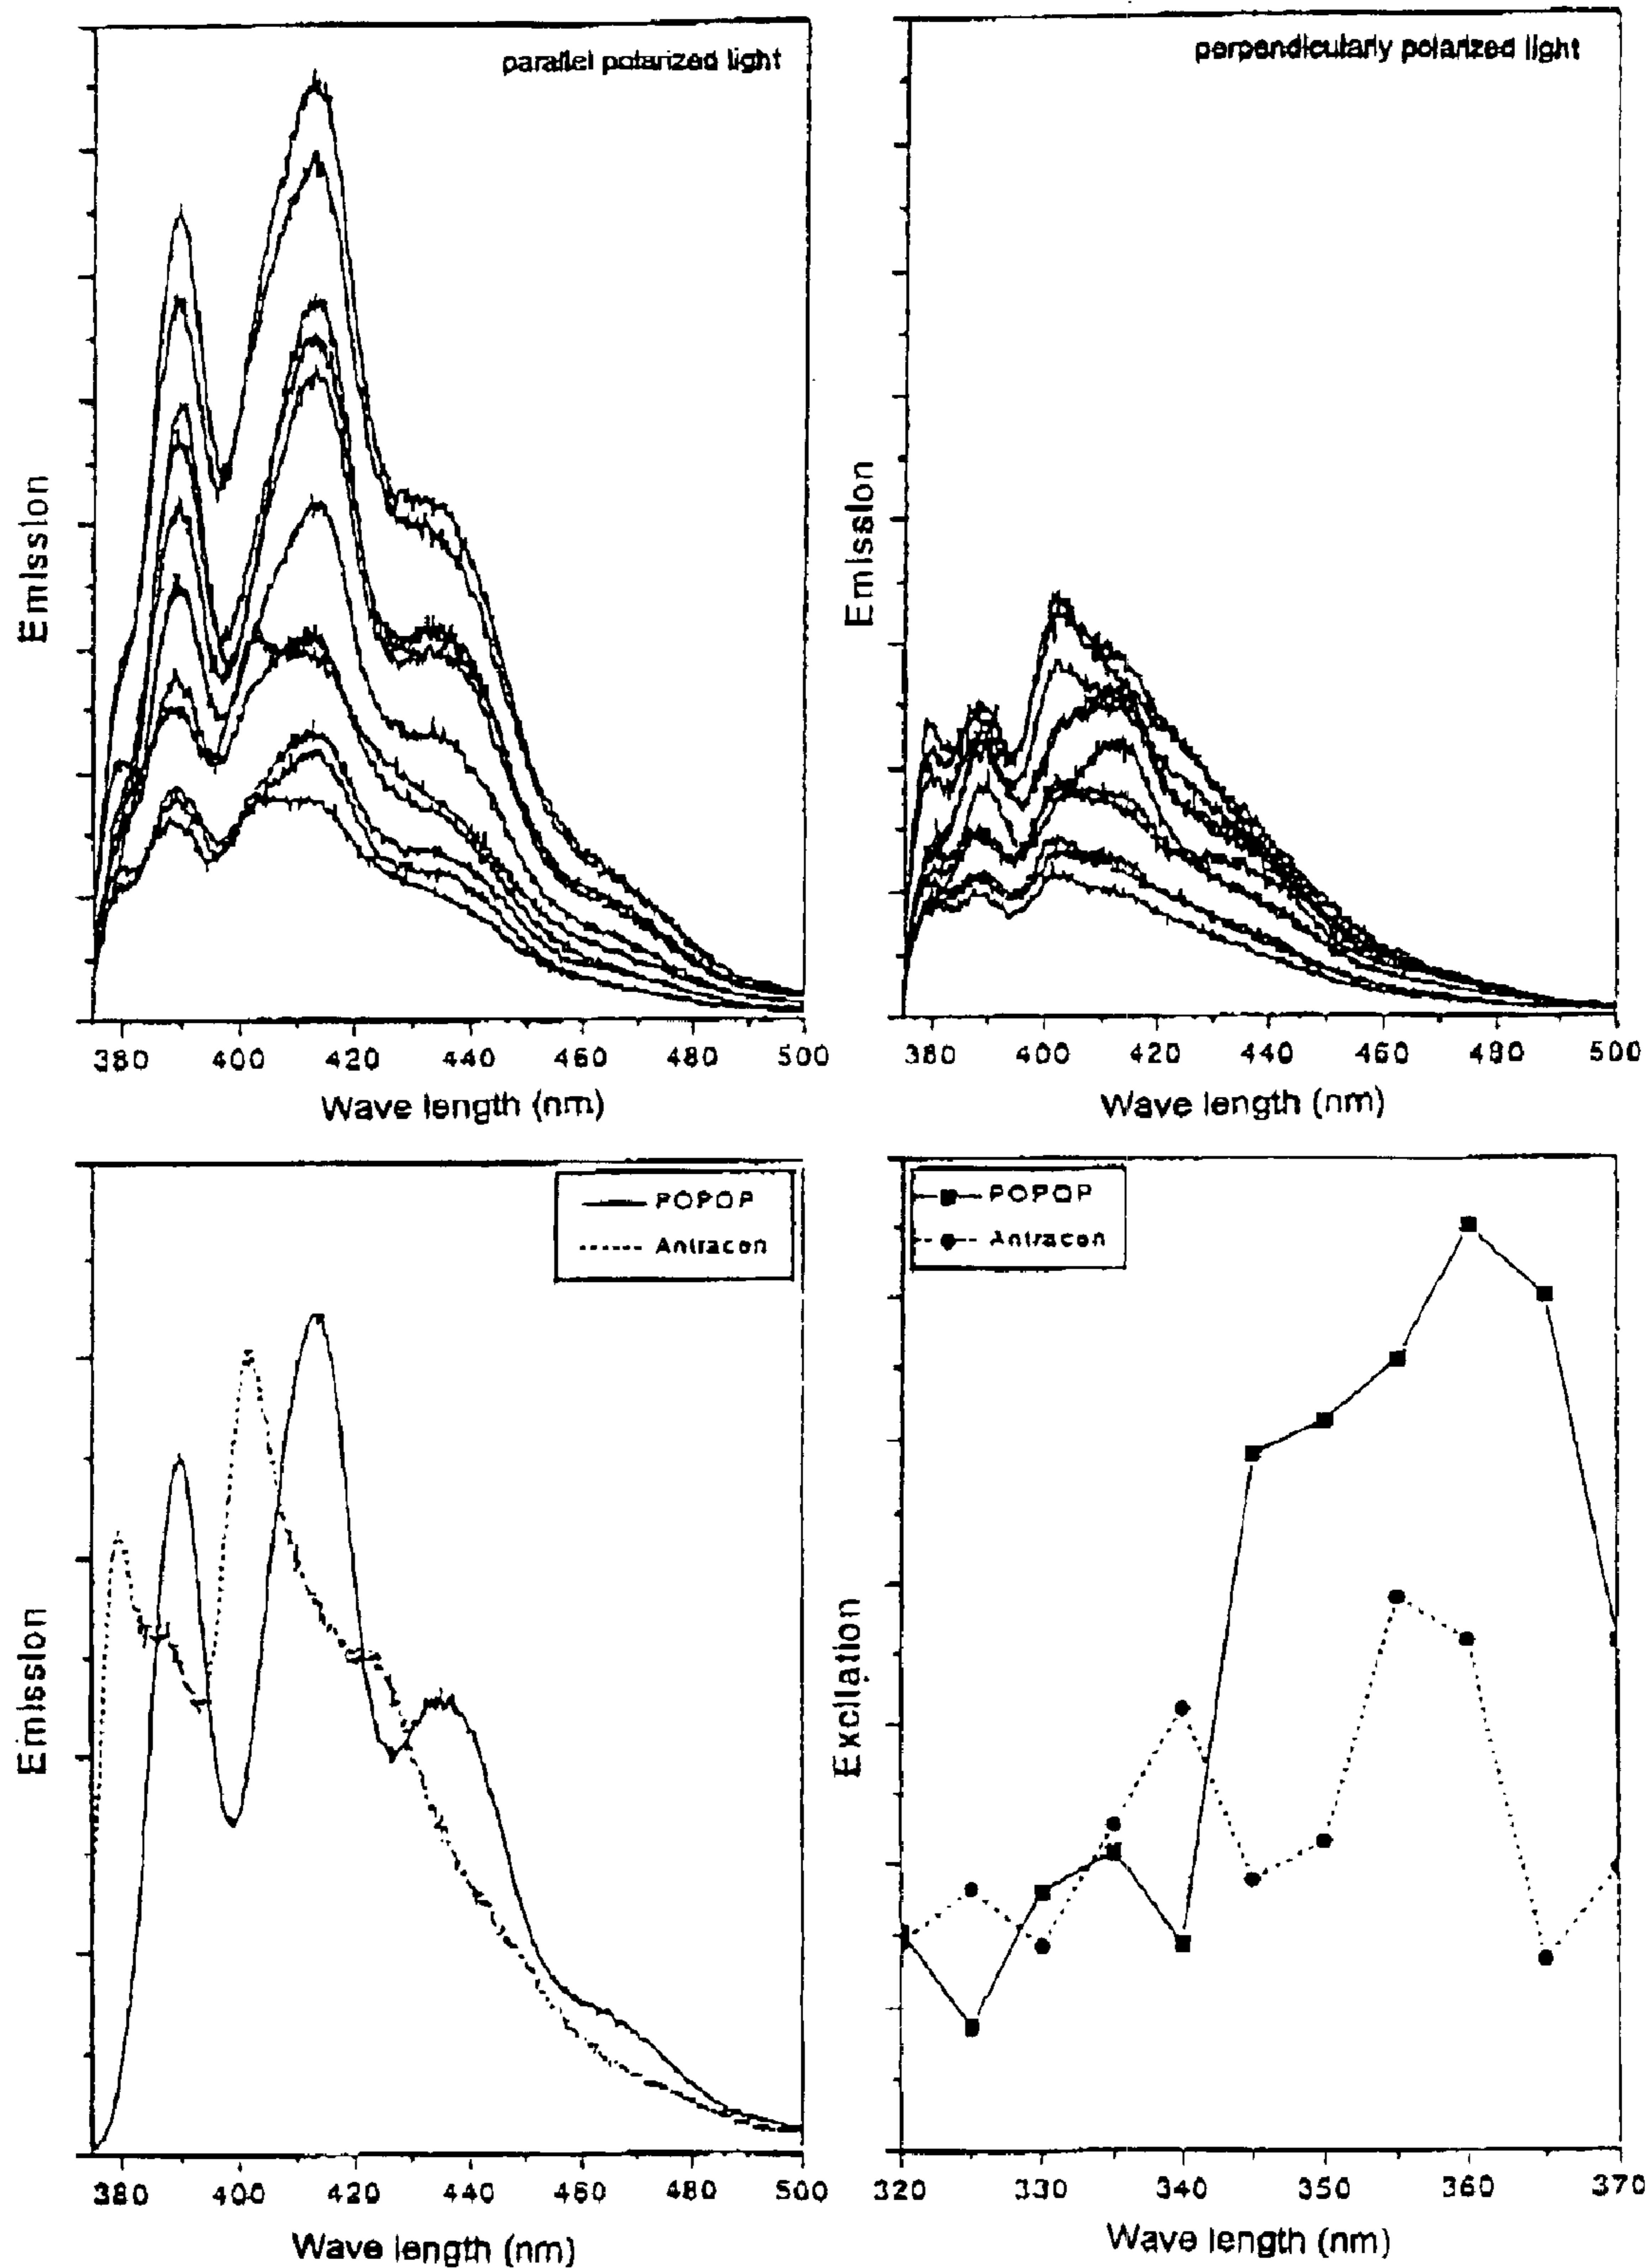 parallel polarized light
perpendicularly polarized light
Emission
Emission
380 400 420 440 460 480 500
380 400 420 440 460 480 500
Wave length (nm)
Wave length (nm)
POPOP
Antracen
POPOP
Antracen
Emission
Excitation
380 400 420 440 460 480 500
320 330 340 350 360 370
Wave length (nm)
Wave length (nm)